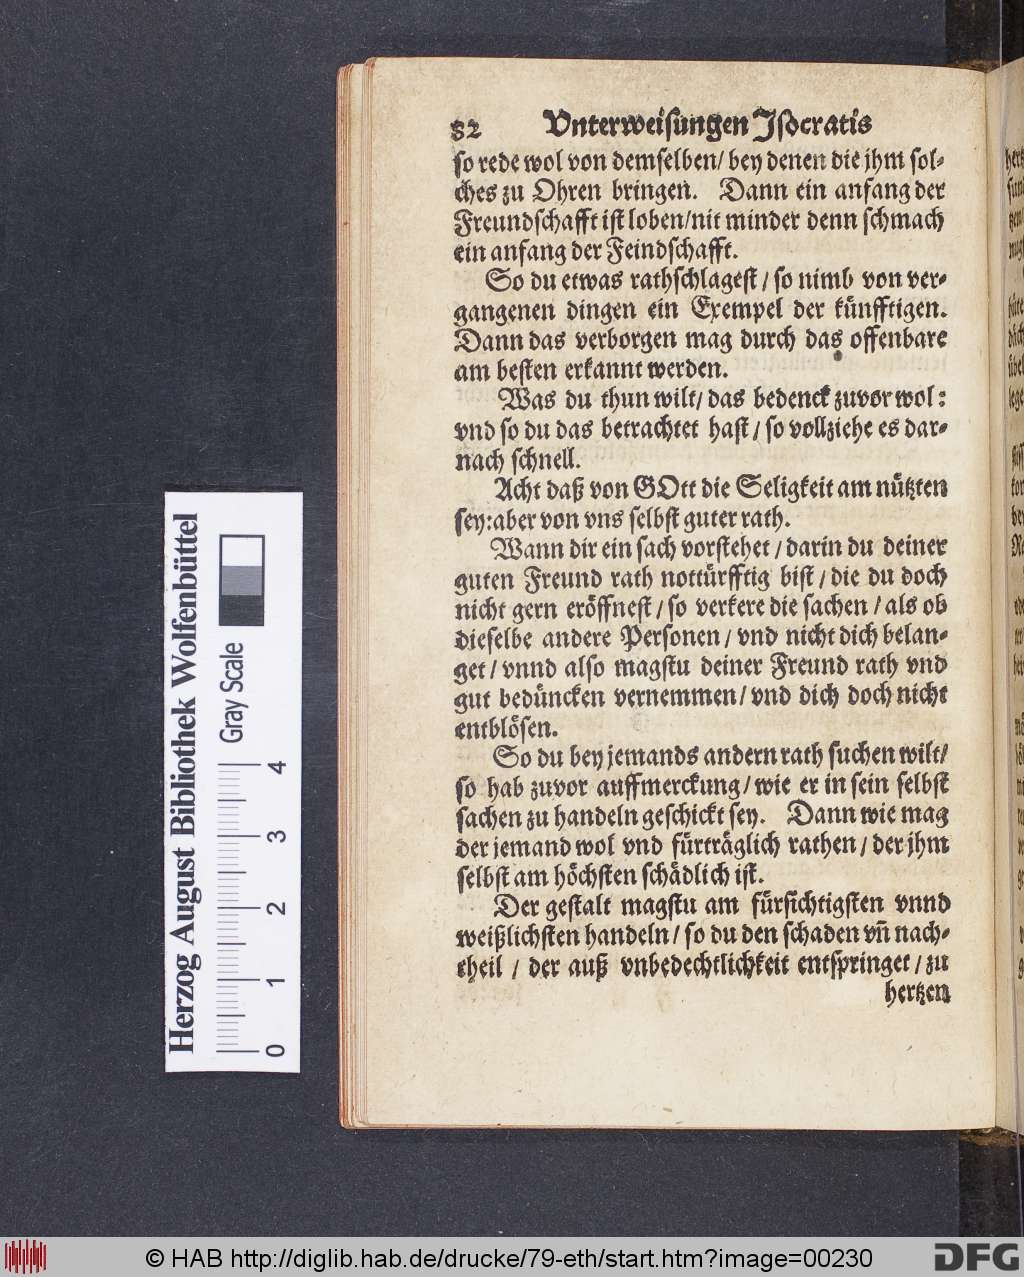 82 Vnterweisungen Jsocratis
so rede wol von demselben/ bey denen die jhm sol-
ches zu Ohren bringen. Dann ein anfang der
Freundschafft ist loben/nit minder denn schmach
ein anfang der Feindschafft.
So du etwas rathschlagest / so nimb von ver-
gangenen dingen ein Exempel der künfftigen.
Dann das verborgen mag durch das offenbare
am besten erkannt werden.
Was du thun wilt/ das bedenck zuvor wol:
vnd so du das betrachtet hast / so vollziehe es dar-
nach schnell.
Acht daß von GOtt die Seligkeit am nützten
sey:aber von vns selbst guter rath.
Wann dir ein sach vorstehet / darin du deiner
guten Freund rath nottürfftig bist / die du doch
nicht gern eröffnest / so verkere die sachen / als ob
dieselbe andere Personen / vnd nicht dich belan-
get / vnnd also magstu deiner Freund rath vnd
gut bedüncken vernemmen / vnd dich doch nicht
entblösen.
So du bey jemands andern rath suchen wilt/
so hab zuvor auffmerckung / wie er in sein selbst
sachen zu handeln geschickt sey. Dann wie mag
der jemand wol vnd fürträglich rathen / der jhm
selbst am höchsten schädlich ist.
Der gestalt magstu am fürsichtigsten vnnd
weißlichsten handeln / so du den schaden vn̄ nach-
theil / der auß vnbedechtlichkeit entspringet / zu
hertzen
Herzog August Bibliothek Wolfenbüttel
Gray Scale
0 1 2 3 4
© HAB http://diglib.hab.de/drucke/79-eth/start.htm?image=00230
DFG